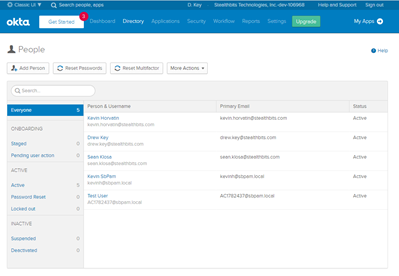 Classic UI Search people, apps D. Key Stealthbits Technologies, Inc-dev-106969 Help and Support Sign out
okta Get Started 2 Dashboard Directory Applications Security Workflow Reports Settings Upgrade My Apps
People Help
Add Person Reset Passwords Reset Multifactor More Actions
Search...
Everyone 5
ONBOARDING
Staged 0
Pending user action 0
ACTIVE
Active 5
Password Reset 0
Locked out 0
INACTIVE
Suspended 0
Deactivated 0
Person & Username Primary Email Status
Kevin Horvatin kevin.horvatin@stealthbits.com Active
kevin.horvatin@stealthbits.com
Drew Key drew.key@stealthbits.com Active
drew.key@stealthbits.com
Sean Klosa sean.klosa@stealthbits.com Active
sean.klosa@stealthbits.com
Kevin SbPam kevinh@sbpam.local Active
kevinh@sbpam.local
Test User AC1762437@sbpam.local Active
AC1762437@sbpam.local